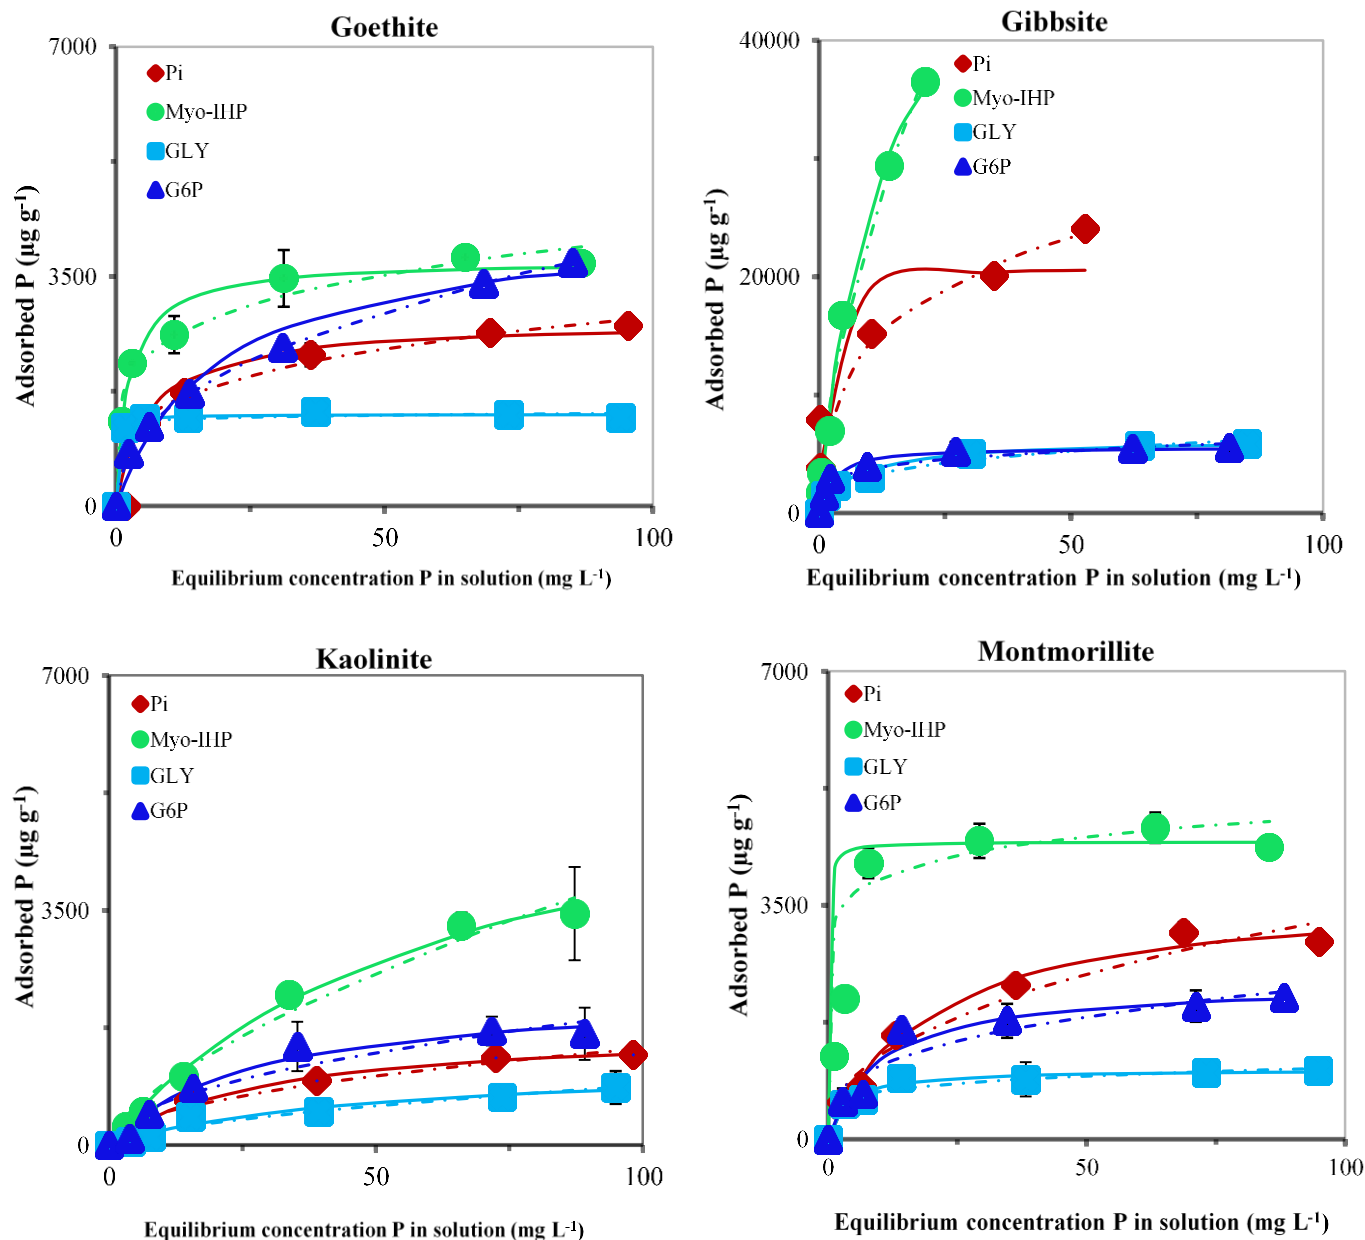 Goethite
7000
Pi
Myo-IHP
GLY
G6P
3500
0
0
50
100
Adsorbed P (µg g-1)
Equilibrium concentration P in solution (mg L-1)
Gibbsite
40000
Pi
Myo-IHP
GLY
G6P
20000
0
0
50
100
Adsorbed P (µg g-1)
Equilibrium concentration P in solution (mg L-1)
Kaolinite
7000
Pi
Myo-IHP
GLY
G6P
3500
0
0
50
100
Adsorbed P (µg g-1)
Equilibrium concentration P in solution (mg L-1)
Montmorillite
7000
Pi
Myo-IHP
GLY
G6P
3500
0
0
50
100
Adsorbed P (µg g-1)
Equilibrium concentration P in solution (mg L-1)